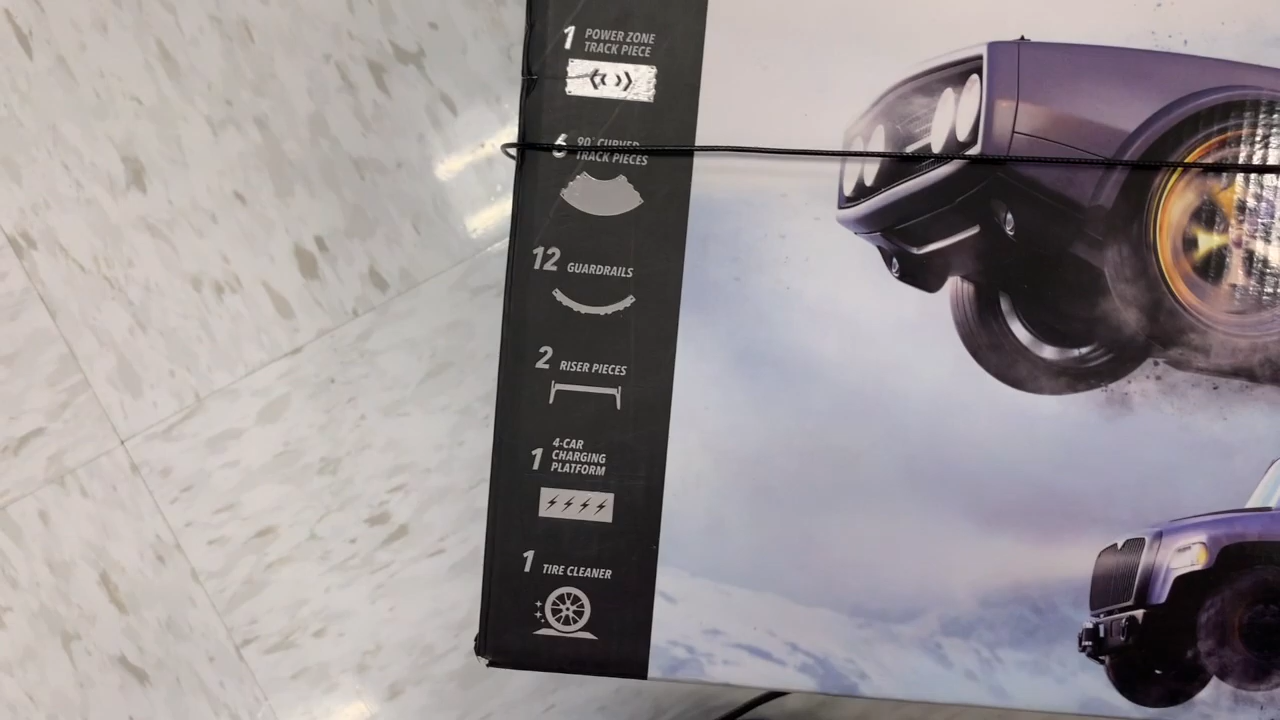 1 POWER ZONE
TRACK PIECE
6 90° CURVED
TRACK PIECES
12 GUARDRAILS
2 RISER PIECES
4-CAR
1 CHARGING
PLATFORM
1 TIRE CLEANER